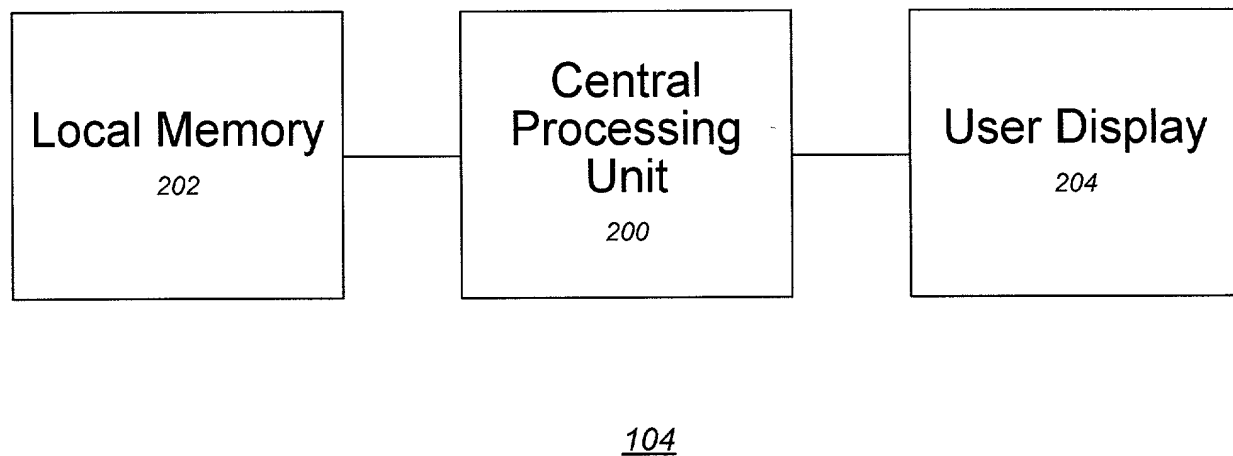 Local Memory
202
Central
Processing
Unit
200
User Display
204
104